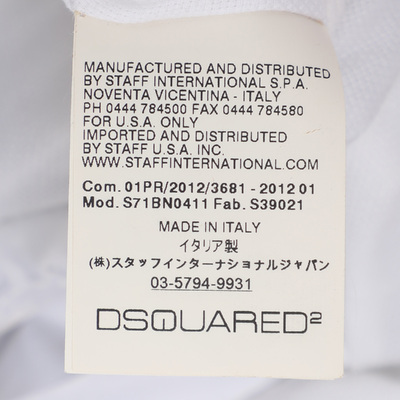 MANUFACTURED AND DISTRIBUTED
BY STAFF INTERNATIONAL S.P.A.
NOVENTA VICENTINA - ITALY
PH 0444 784500 FAX 0444 784580
FOR U.S.A. ONLY
IMPORTED AND DISTRIBUTED
BY STAFF U.S.A. INC.
WWW.STAFFINTERNATIONAL.COM
Com. 01PR/2012/3681 - 2012 01
Mod. S71BN0411 Fab. S39021
MADE IN ITALY
イタリア製
(株)スタッフインターナショナルジャパン
03-5794-9931
DSQUARED2